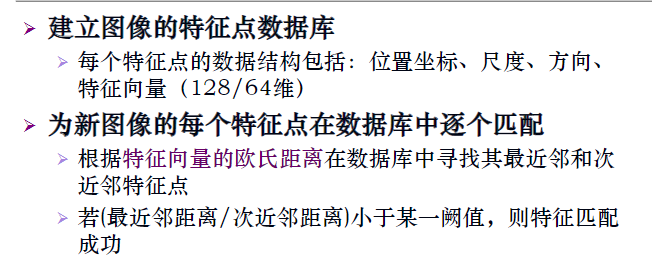 建立图像的特征点数据库
每个特征点的数据结构包括：位置坐标、尺度、方向、
特征向量（128/64维）
为新图像的每个特征点在数据库中逐个匹配
根据特征向量的欧氏距离在数据库中寻找其最近邻和次
近邻特征点
若(最近邻距离/次近邻距离)小于某一阙值，则特征匹配
成功